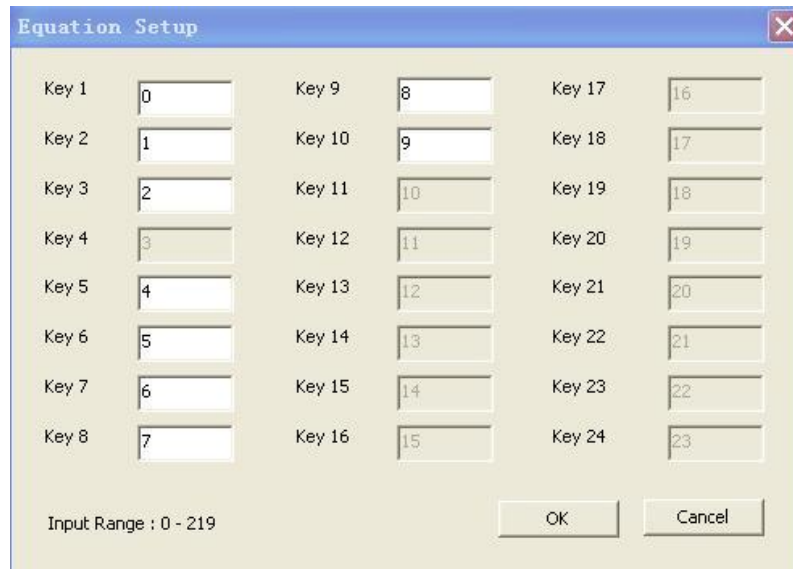 Equation Setup
Key 1 0 Key 9 8 Key 17 16
Key 2 1 Key 10 9 Key 18 17
Key 3 2 Key 11 10 Key 19 18
Key 4 3 Key 12 11 Key 20 19
Key 5 4 Key 13 12 Key 21 20
Key 6 5 Key 14 13 Key 22 21
Key 7 6 Key 15 14 Key 23 22
Key 8 7 Key 16 15 Key 24 23
Input Range : 0 - 219 OK Cancel